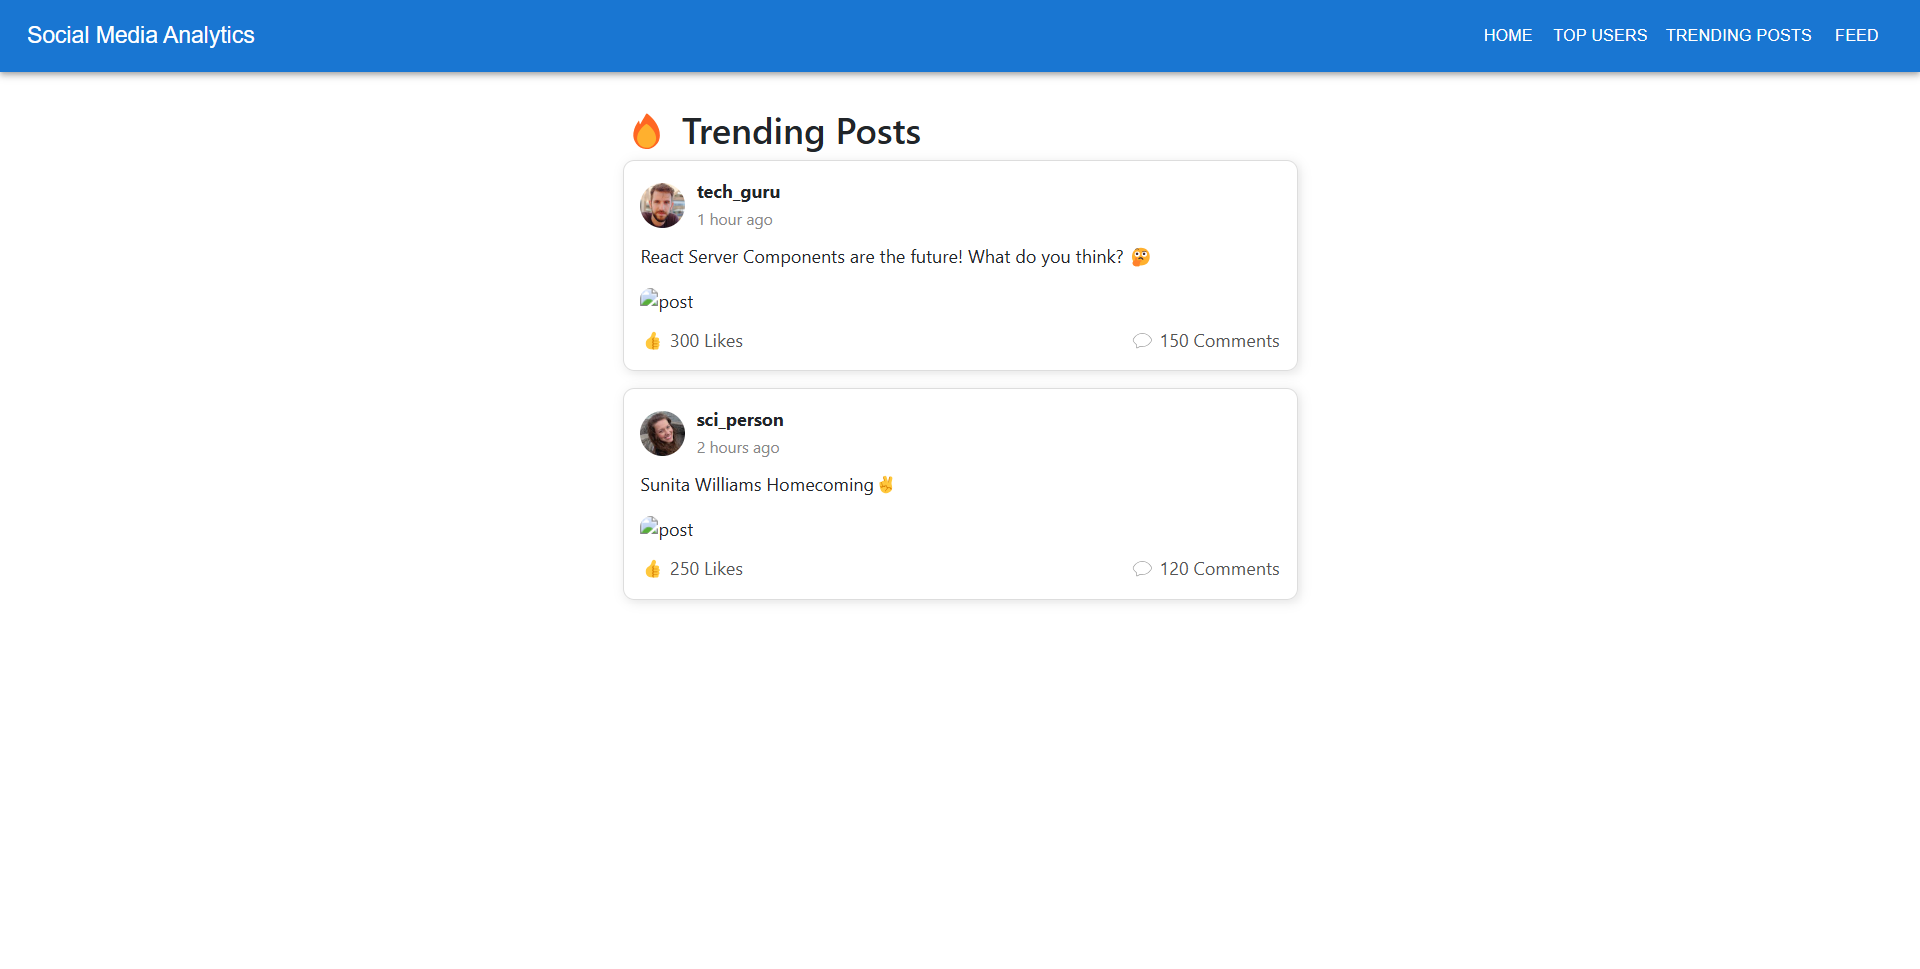 Social Media Analytics
HOME TOP USERS TRENDING POSTS FEED
🔥 Trending Posts
tech_guru
1 hour ago
React Server Components are the future! What do you think? 🤔
post
👍 300 Likes 💬 150 Comments
sci_person
2 hours ago
Sunita Williams Homecoming✌️
post
👍 250 Likes 💬 120 Comments